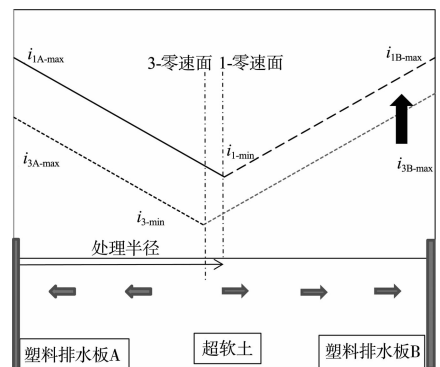 i1A-max
3-零速面
1-零速面
i1B-max
i3A-max
i1-min
i3B-max
i3-min
处理半径
塑料排水板A
超软土
塑料排水板B